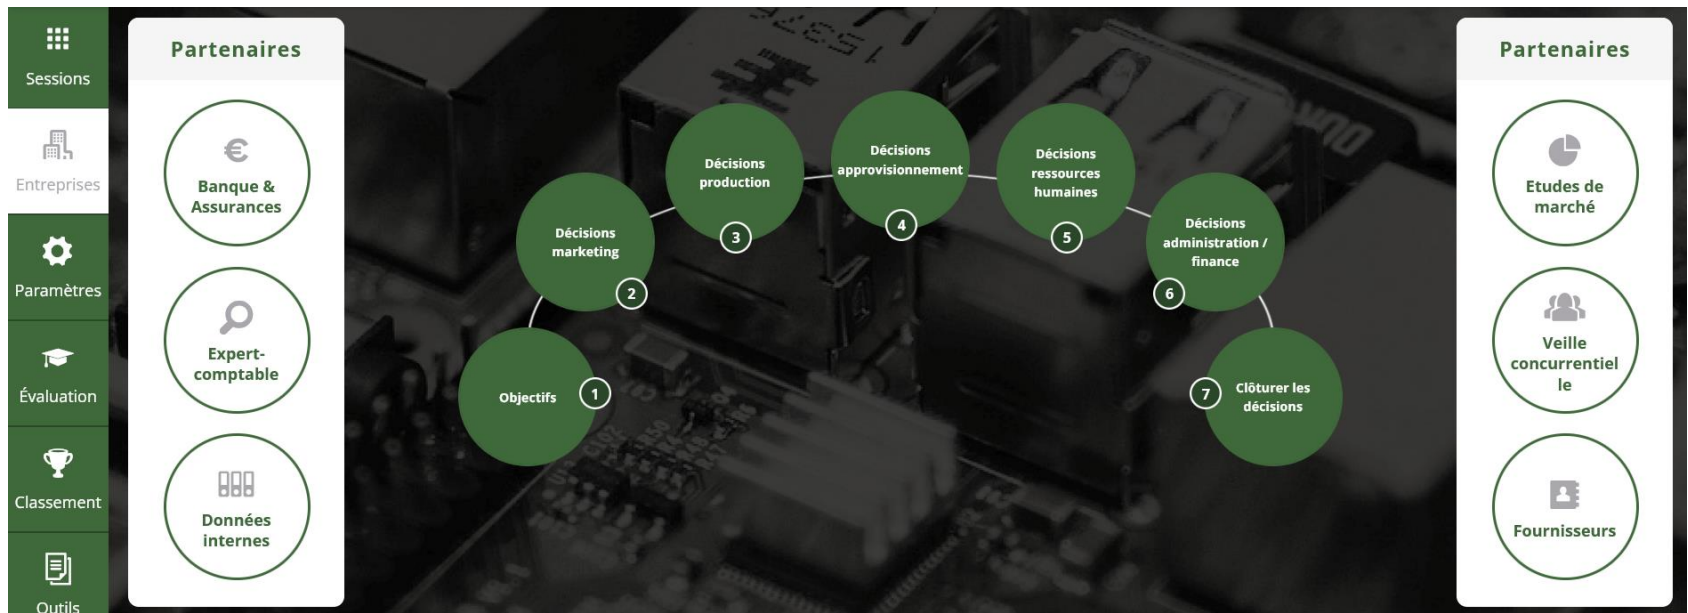 Sessions
Entreprises
Paramètres
Évaluation
Classement
Outils
Partenaires
€
Banque &
Assurances
Expert-
comptable
Données
internes
Objectifs
1
Décisions
marketing
2
Décisions
production
3
Décisions
approvisionnement
4
Décisions
ressources
humaines
5
Décisions
administration /
finance
6
7
Clôturer les
décisions
Partenaires
Etudes de
marché
Veille
concurrentiel
le
Fournisseurs